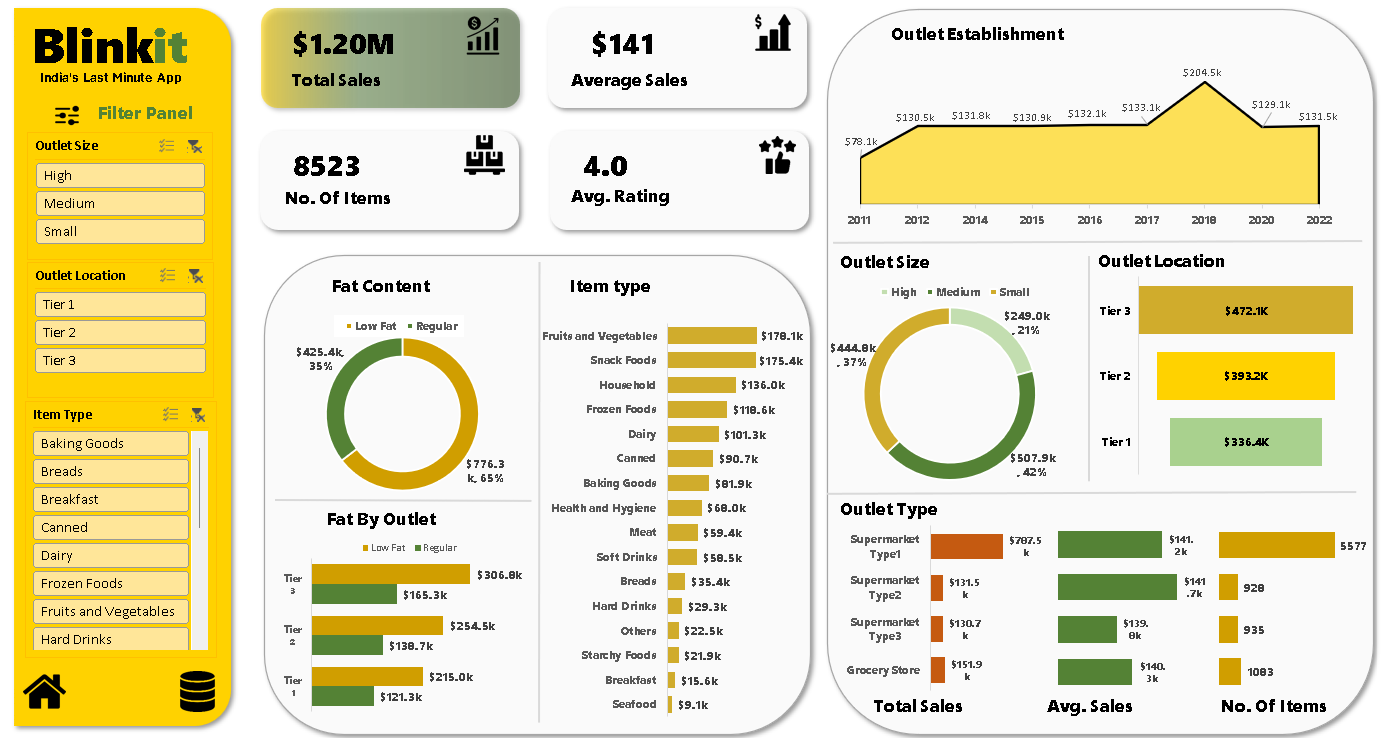 Blinkit
India's Last Minute App
Filter Panel
Outlet Size
High
Medium
Small
Outlet Location
Tier 1
Tier 2
Tier 3
Item Type
Baking Goods
Breads
Breakfast
Canned
Dairy
Frozen Foods
Fruits and Vegetables
Hard Drinks
$1.20M
Total Sales
$141
Average Sales
8523
No. Of Items
4.0
Avg. Rating
Fat Content
Low Fat Regular
$425.4k,
35%
$776.3
k, 65%
Fat By Outlet
Low Fat Regular
Tier
3
$306.8k
$165.3k
Tier
2
$254.5k
$138.7k
Tier
1
$215.0k
$121.3k
Item type
Fruits and Vegetables $178.1k
Snack Foods $175.4k
Household $136.0k
Frozen Foods $118.6k
Dairy $101.3k
Canned $90.7k
Baking Goods $81.9k
Health and Hygiene $68.0k
Meat $59.4k
Soft Drinks $58.5k
Breads $35.4k
Hard Drinks $29.3k
Others $22.5k
Starchy Foods $21.9k
Breakfast $15.6k
Seafood $9.1k
Outlet Establishment
$78.1k $130.5k $131.8k $130.9k $132.1k $133.1k $204.5k $129.1k $131.5k
2011 2012 2014 2015 2016 2017 2018 2020 2022
Outlet Size
High Medium Small
$249.0k
, 21%
$444.8k
, 37%
$507.9k
, 42%
Outlet Location
Tier 3 $472.1K
Tier 2 $393.2K
Tier 1 $336.4K
Outlet Type
Supermarket
Type1
$787.5
k
$141.
2k
5577
Supermarket
Type2
$131.5
k
$141
.7k
928
Supermarket
Type3
$130.7
k
$139.
8k
935
Grocery Store
$151.9
k
$140.
3k
1083
Total Sales Avg. Sales No. Of Items